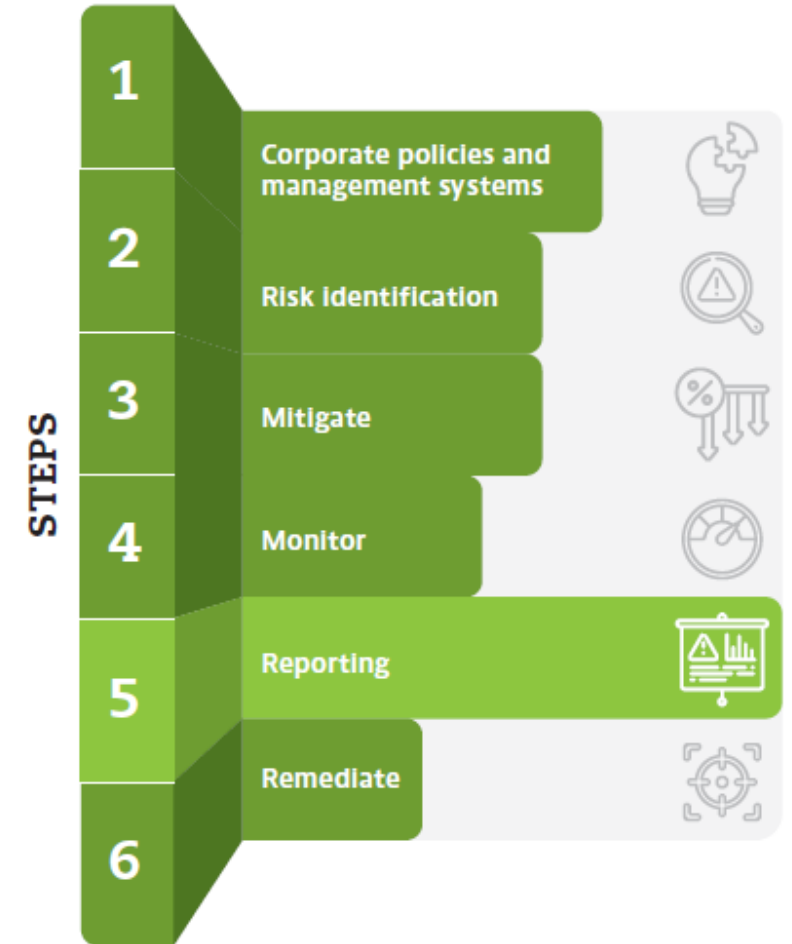 STEPS
1
Corporate policies and
management systems
2
Risk identification
3
Mitigate
4
Monitor
5
Reporting
6
Remediate
%